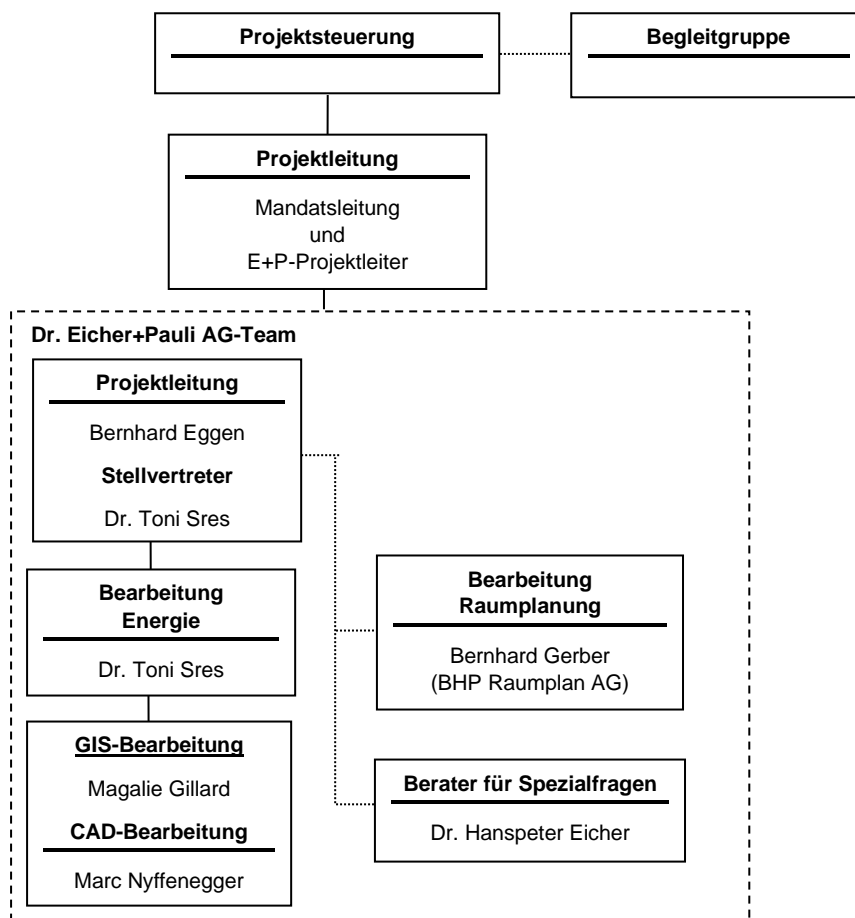 Projektsteuerung
Begleitgruppe
Projektleitung
Mandatsleitung
und
E+P-Projektleiter
Dr. Eicher+Pauli AG-Team
Projektleitung
Bernhard Eggen
Stellvertreter
Dr. Toni Sres
Bearbeitung
Energie
Dr. Toni Sres
Bearbeitung
Raumplanung
Bernhard Gerber
(BHP Raumplan AG)
GIS-Bearbeitung
Magalie Gillard
CAD-Bearbeitung
Marc Nyffenegger
Berater für Spezialfragen
Dr. Hanspeter Eicher